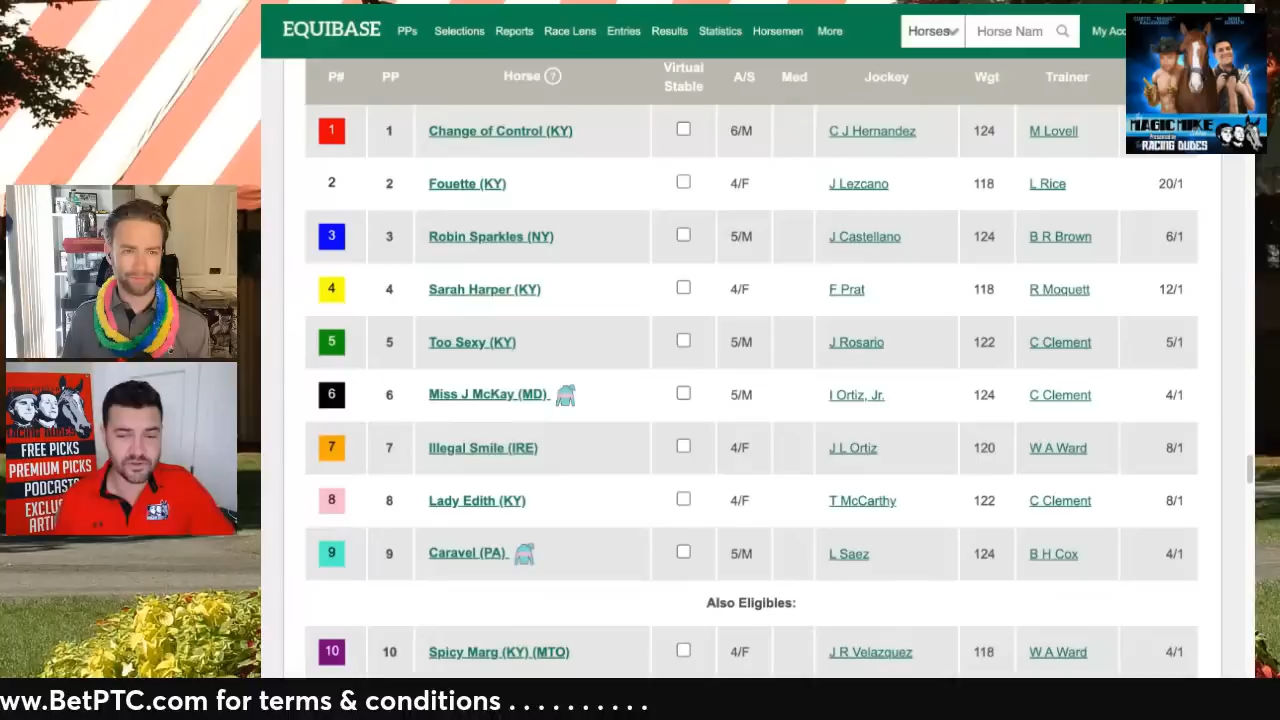 EQUIBASE PPs Selections Reports Race Lens Entries Results Statistics Horsemen More Horses Horse Nam My Acc
P# PP Horse ? Virtual Stable A/S Med Jockey Wgt Trainer
1 1 Change of Control (KY) 6/M C J Hernandez 124 M Lovell
2 2 Fouette (KY) 4/F J Lezcano 118 L Rice 20/1
3 3 Robin Sparkles (NY) 5/M J Castellano 124 B R Brown 6/1
4 4 Sarah Harper (KY) 4/F F Prat 118 R Moquett 12/1
5 5 Too Sexy (KY) 5/M J Rosario 122 C Clement 5/1
6 6 Miss J McKay (MD) 5/M I Ortiz, Jr. 124 C Clement 4/1
7 7 Illegal Smile (IRE) 4/F J L Ortiz 120 W A Ward 8/1
8 8 Lady Edith (KY) 4/F T McCarthy 122 C Clement 8/1
9 9 Caravel (PA) 5/M L Saez 124 B H Cox 4/1
Also Eligibles:
10 10 Spicy Marg (KY) (MTO) 4/F J R Velazquez 118 W A Ward 4/1
MAGIC MIKE
RACING DUDES
RACING DUDES
FREE PICKS
PREMIUM PICKS
PODCASTS
EXCLU
ARTI
ww.BetPTC.com for terms & conditions . . . . . . . . . .